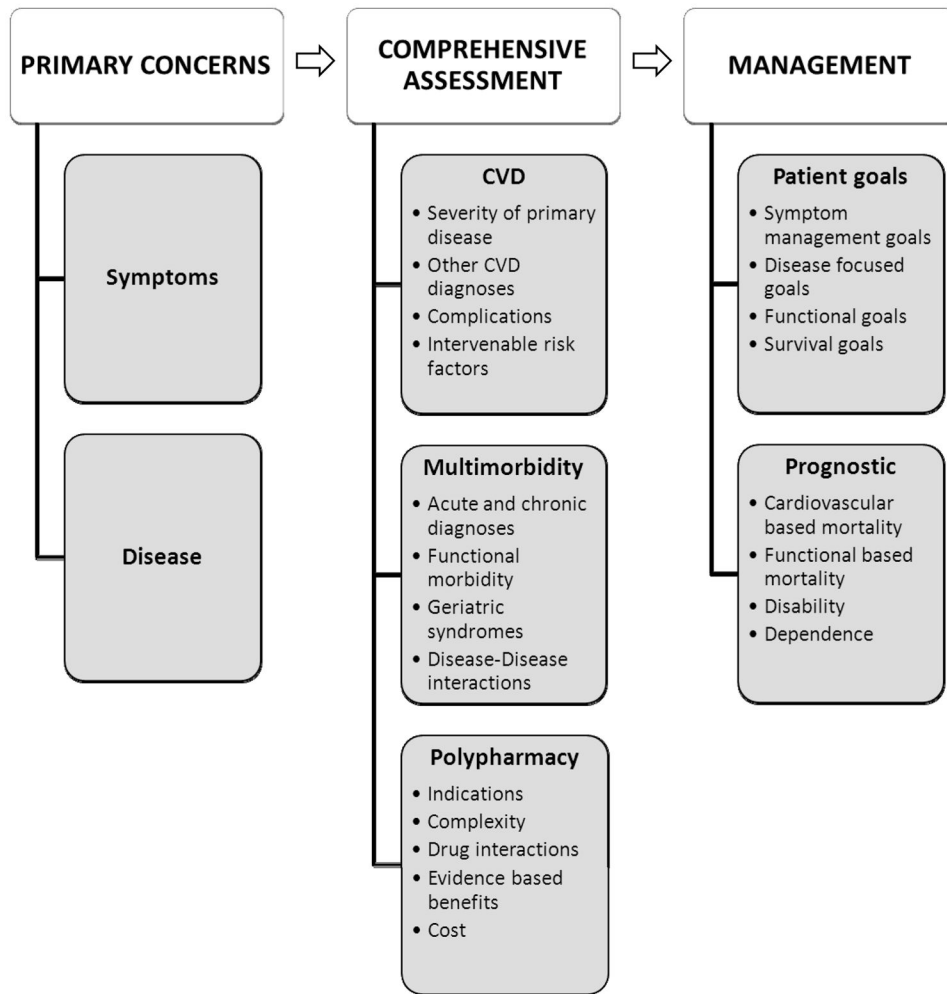 PRIMARY CONCERNS
Symptoms
Disease
COMPREHENSIVE
ASSESSMENT
CVD
• Severity of primary
disease
• Other CVD
diagnoses
• Complications
• Intervenable risk
factors
Multimorbidity
• Acute and chronic
diagnoses
• Functional
morbidity
• Geriatric
syndromes
• Disease-Disease
interactions
Polypharmacy
• Indications
• Complexity
• Drug interactions
• Evidence based
benefits
• Cost
MANAGEMENT
Patient goals
• Symptom
management goals
• Disease focused
goals
• Functional goals
• Survival goals
Prognostic
• Cardiovascular
based mortality
• Functional based
mortality
• Disability
• Dependence